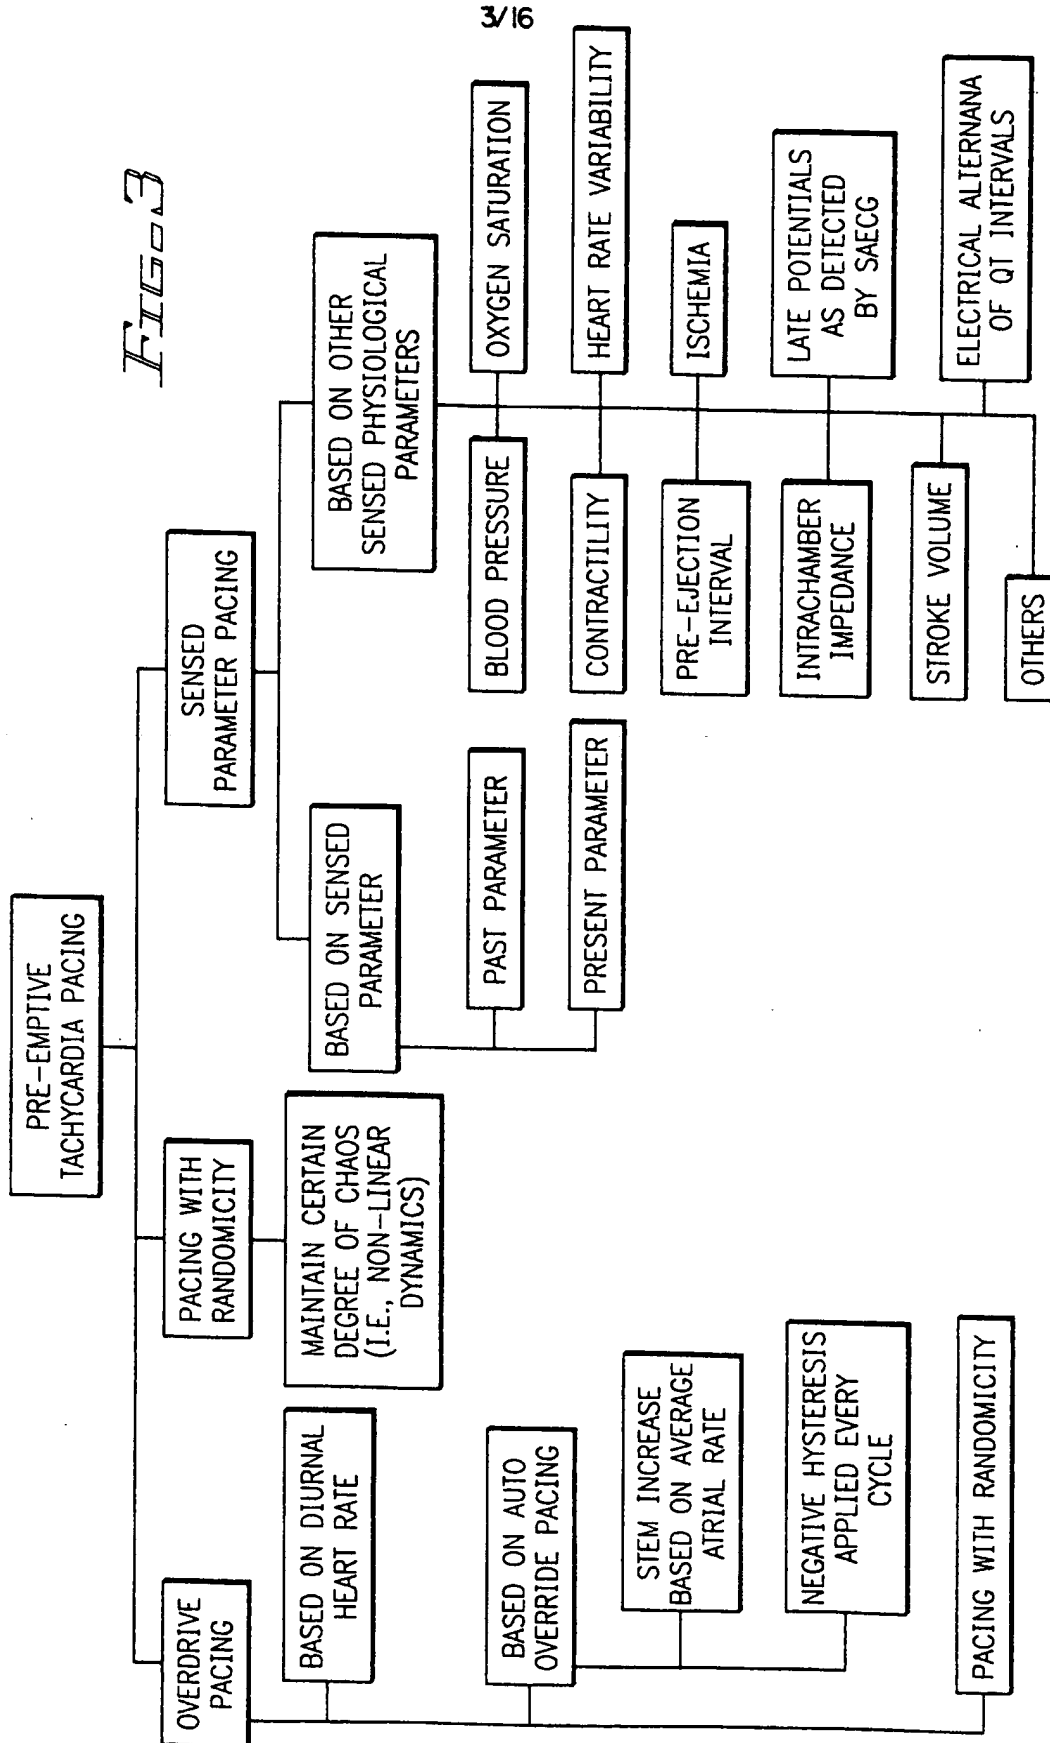 3/16
FIG-3
PRE-EMPTIVE
TACHYCARDIA PACING
OVERDRIVE
PACING
PACING WITH
RANDOMICITY
SENSED
PARAMETER PACING
BASED ON DIURNAL
HEART RATE
BASED ON AUTO
OVERRIDE PACING
STEM INCREASE
BASED ON AVERAGE
ATRIAL RATE
NEGATIVE HYSTERESIS
APPLIED EVERY
CYCLE
PACING WITH RANDOMICITY
MAINTAIN CERTAIN
DEGREE OF CHAOS
(I.E., NON-LINEAR
DYNAMICS)
BASED ON SENSED
PARAMETER
PAST PARAMETER
PRESENT PARAMETER
BASED ON OTHER
SENSED PHYSIOLOGICAL
PARAMETERS
BLOOD PRESSURE
OXYGEN SATURATION
CONTRACTILITY
HEART RATE VARIABILITY
PRE-EJECTION
INTERVAL
ISCHEMIA
INTRACHAMBER
IMPEDANCE
LATE POTENTIALS
AS DETECTED
BY SAECG
STROKE VOLUME
ELECTRICAL ALTERNANA
OF QT INTERVALS
OTHERS